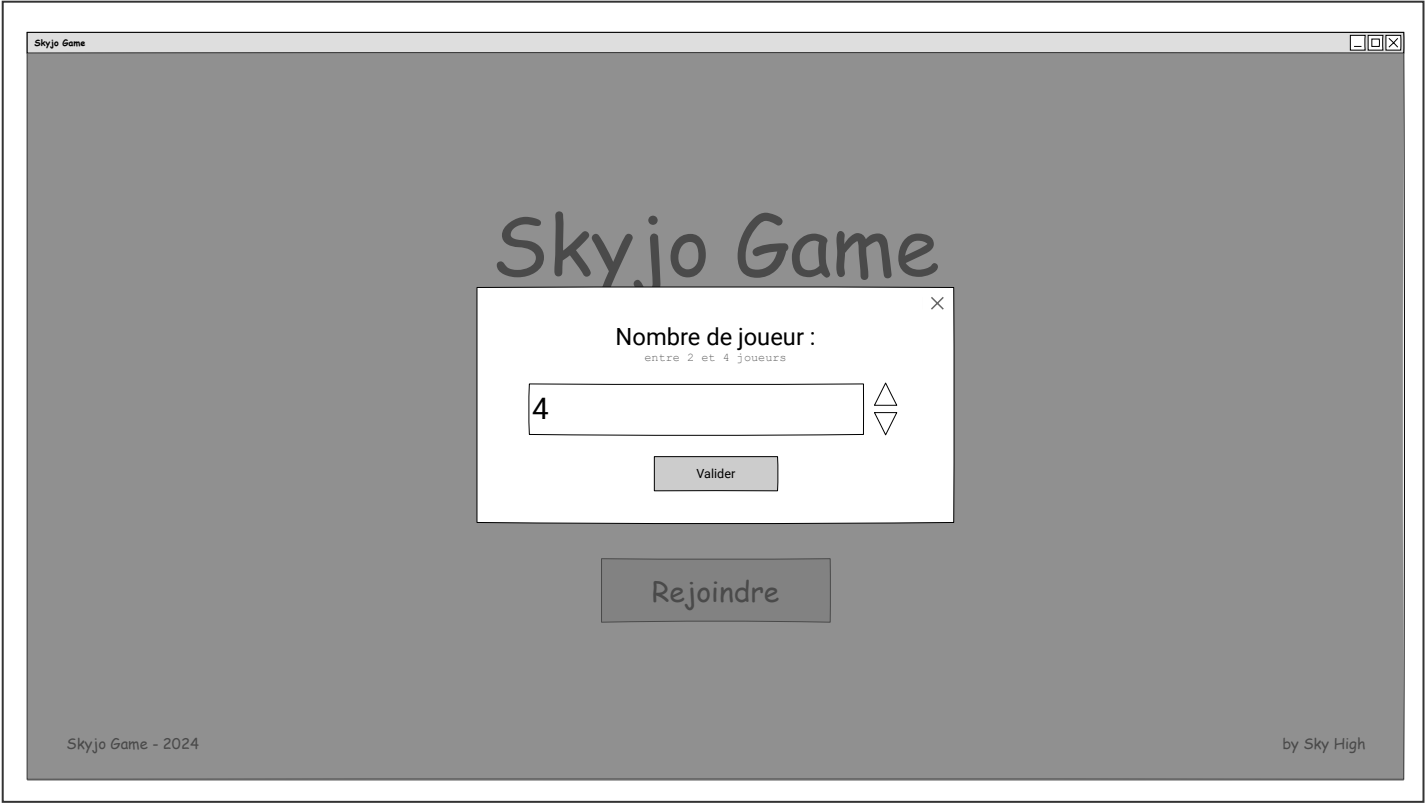 Skyjo Game
Skyjo Game
Nombre de joueur :
entre 2 et 4 joueurs
4
Valider
Rejoindre
Skyjo Game - 2024
by Sky High